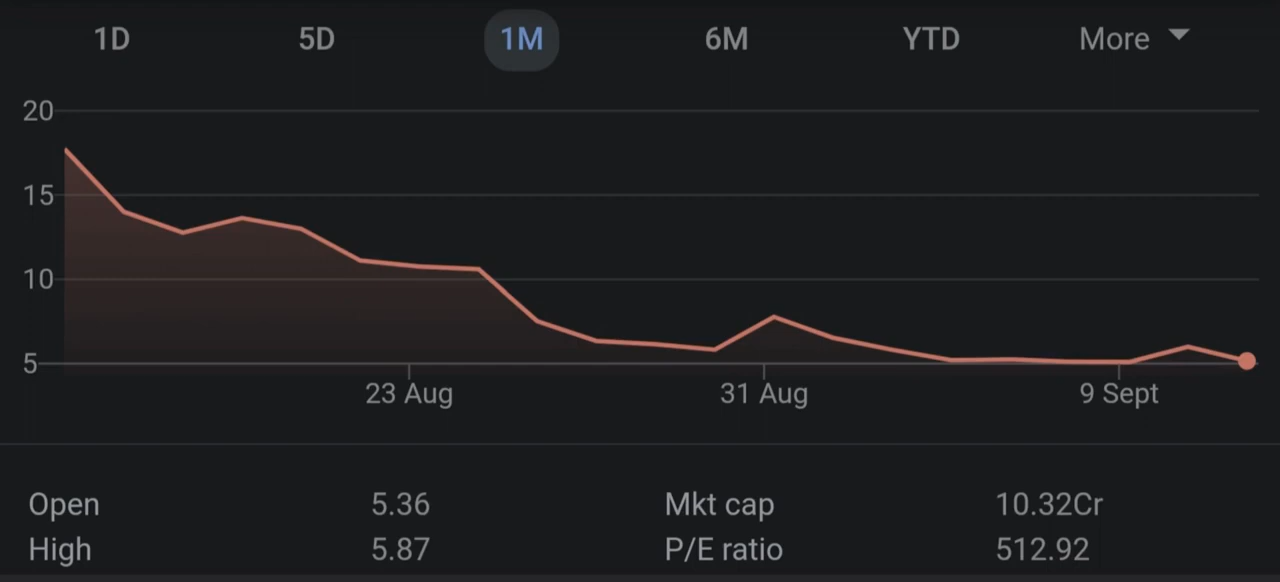 1D 5D 1M 6M YTD More
20
15
10
5
23 Aug 31 Aug 9 Sept
Open 5.36 Mkt cap 10.32Cr
High 5.87 P/E ratio 512.92